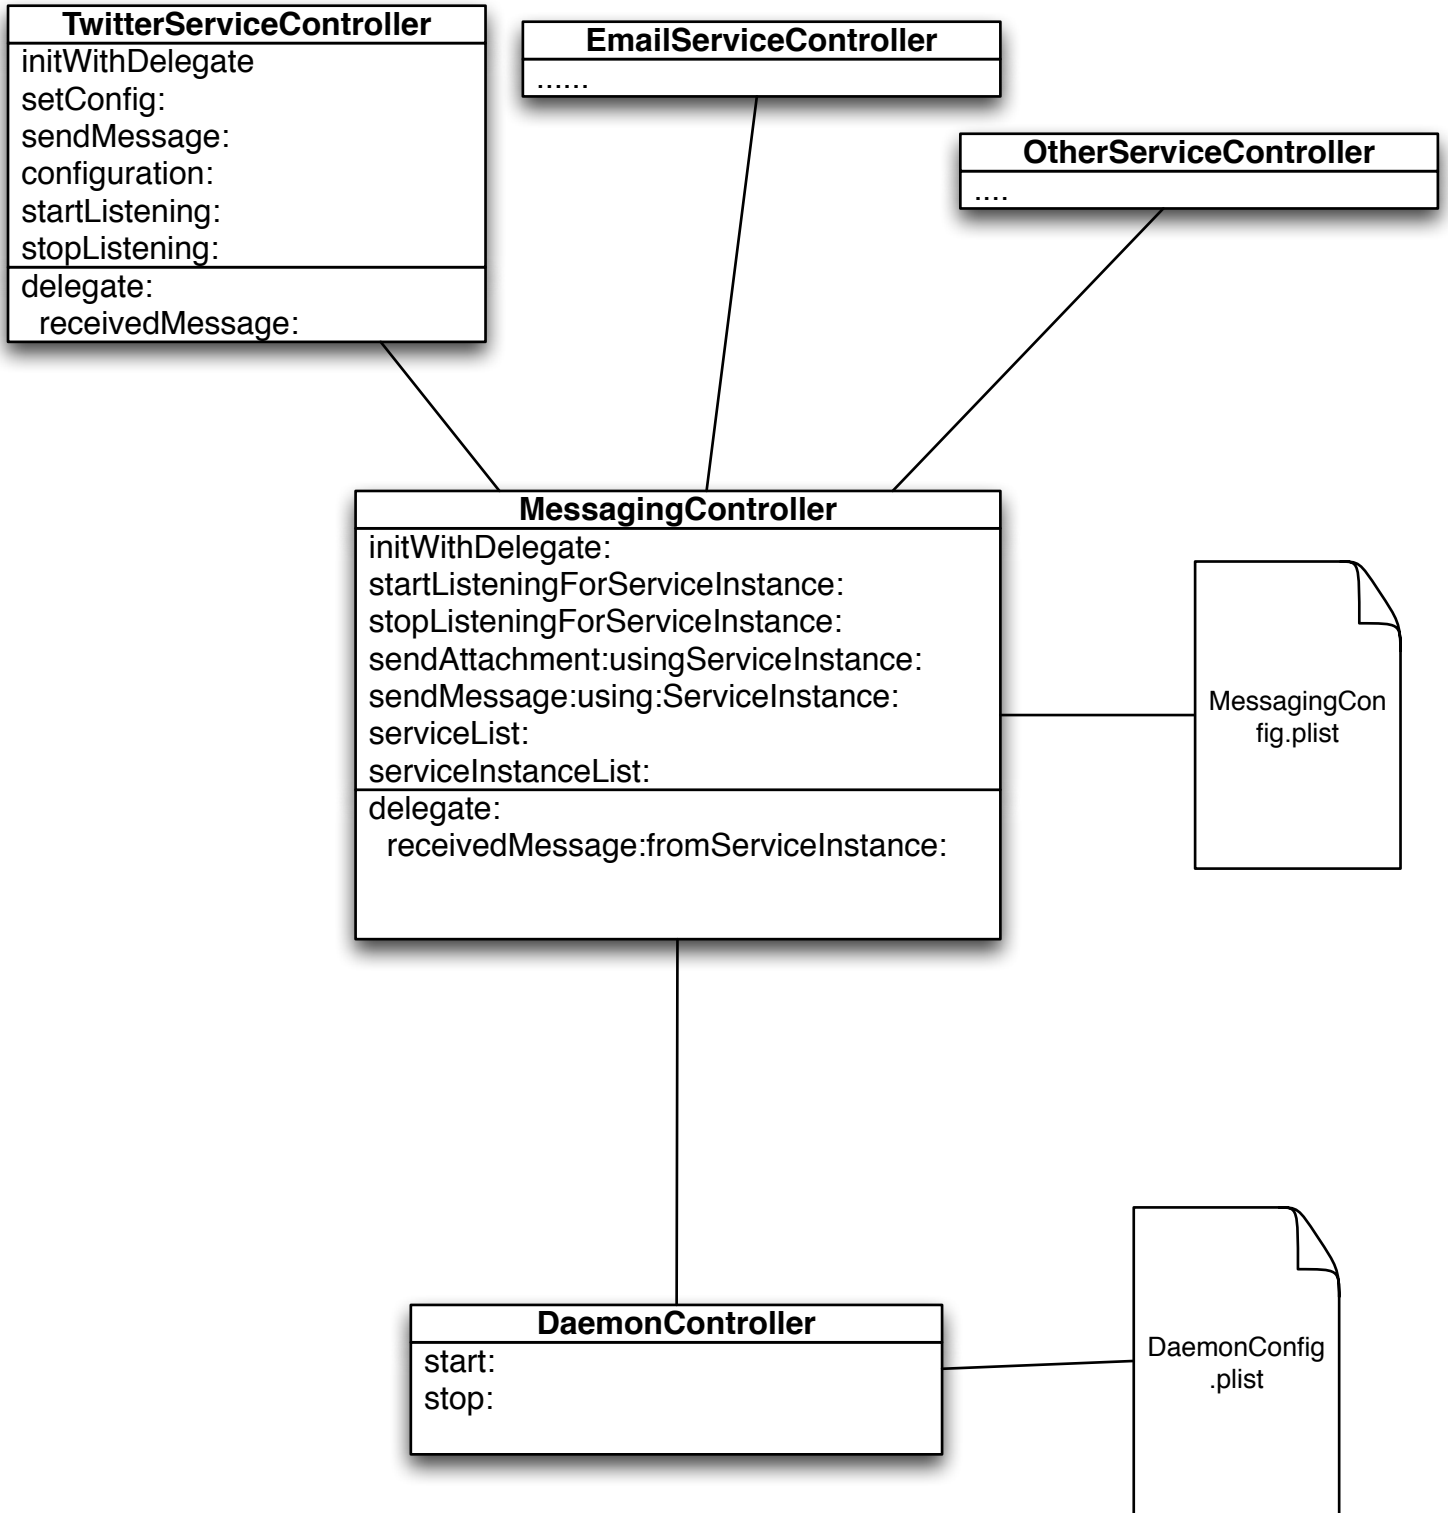 TwitterServiceController
initWithDelegate
setConfig:
sendMessage:
configuration:
startListening:
stopListening:
delegate:
receivedMessage:
EmailServiceController
......
OtherServiceController
....
MessagingController
initWithDelegate:
startListeningForServiceInstance:
stopListeningForServiceInstance:
sendAttachment:usingServiceInstance:
sendMessage:using:ServiceInstance:
serviceList:
serviceInstanceList:
delegate:
receivedMessage:fromServiceInstance:
MessagingCon
fig.plist
DaemonController
start:
stop:
DaemonConfig
.plist